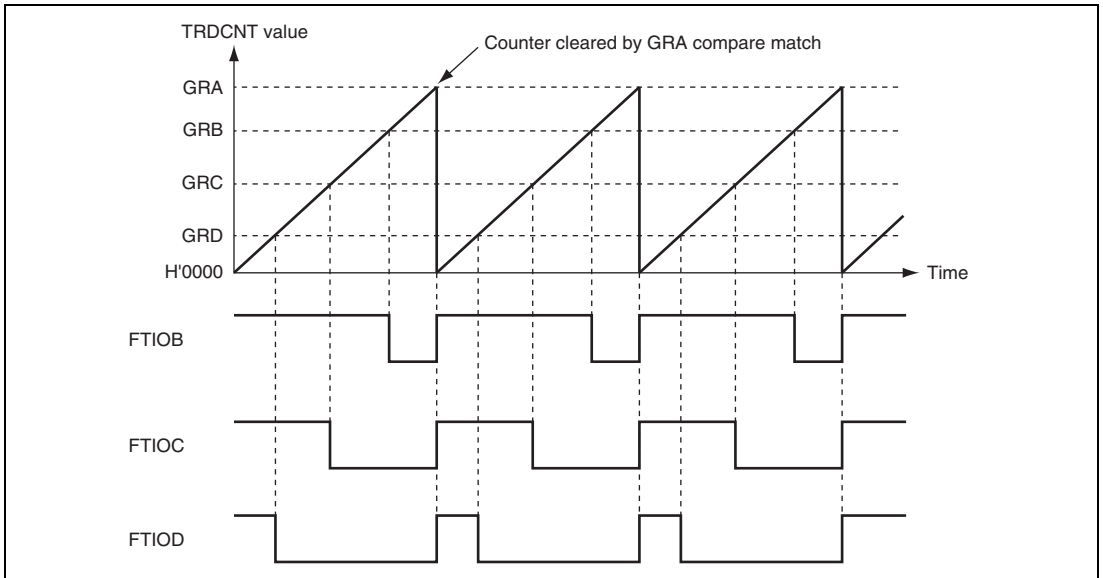 TRDCNT value
Counter cleared by GRA compare match
GRA
GRB
GRC
GRD
H'0000
Time
FTIOB
FTIOC
FTIOD